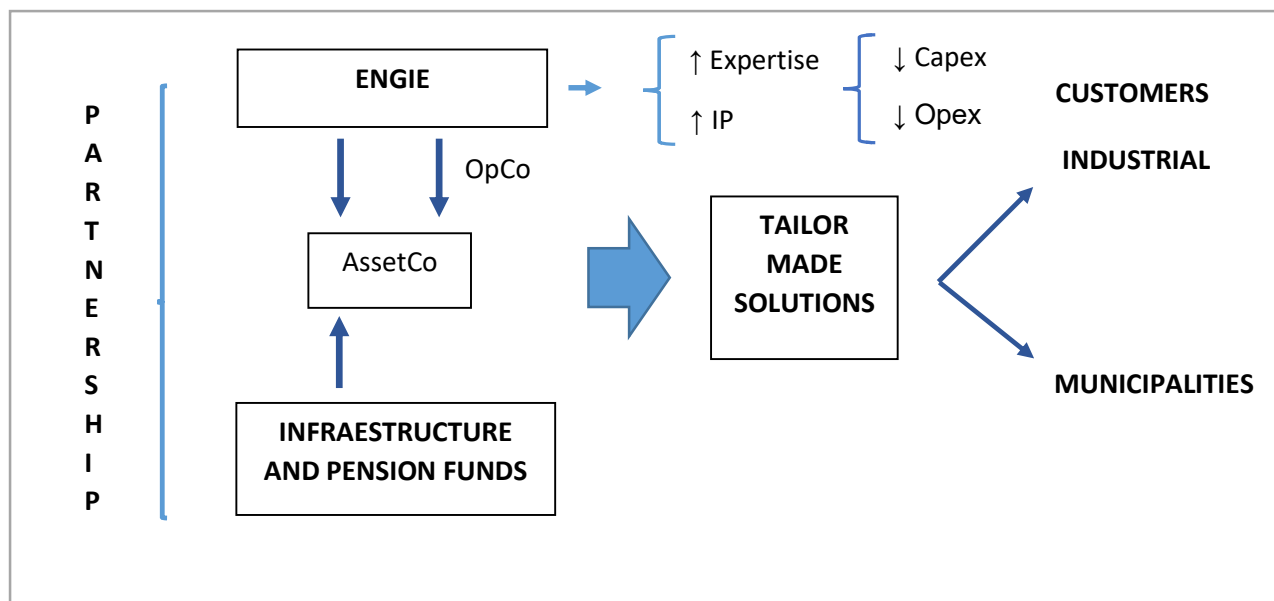 PARTNERSHIP
ENGIE
↑ Expertise
↑ IP
↓ Capex
↓ Opex
OpCo
AssetCo
INFRAESTRUCTURE
AND PENSION FUNDS
TAILOR
MADE
SOLUTIONS
CUSTOMERS
INDUSTRIAL
MUNICIPALITIES